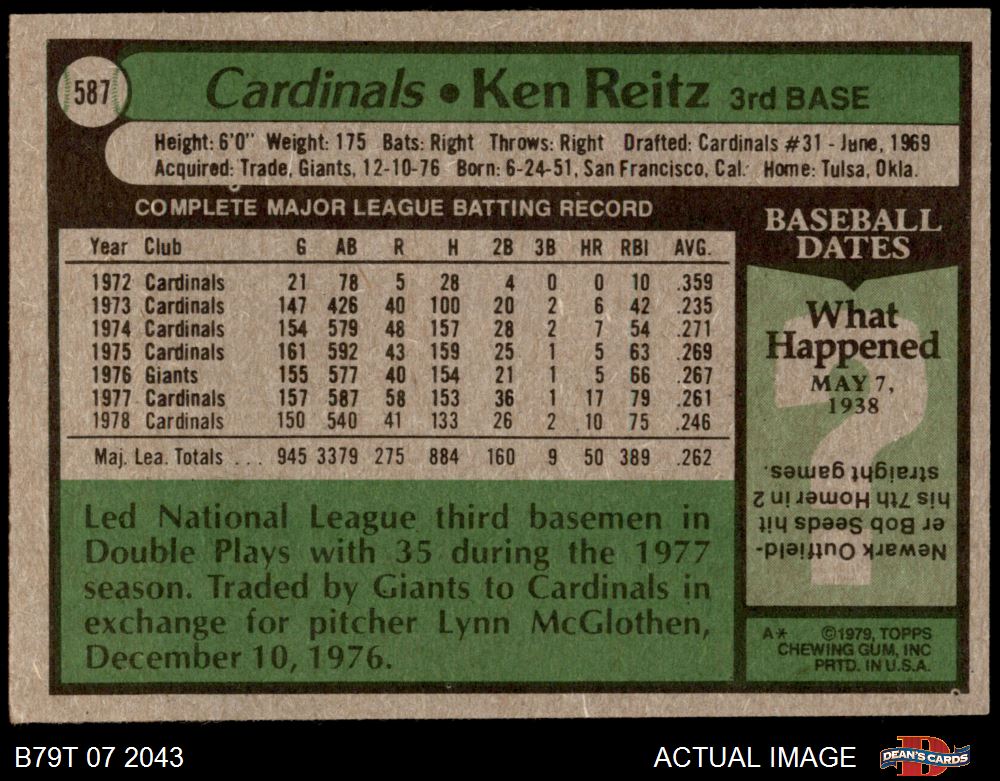 587
Cardinals • Ken Reitz 3rd BASE
Height: 6'0" Weight: 175 Bats: Right Throws: Right Drafted: Cardinals #31 - June, 1969
Acquired: Trade, Giants, 12-10-76 Born: 6-24-51, San Francisco, Cal. Home: Tulsa, Okla.
COMPLETE MAJOR LEAGUE BATTING RECORD
Year Club G AB R H 2B 3B HR RBI AVG.
1972 Cardinals 21 78 5 28 4 0 0 10 .359
1973 Cardinals 147 426 40 100 20 2 6 42 .235
1974 Cardinals 154 579 48 157 28 2 7 54 .271
1975 Cardinals 161 592 43 159 25 1 5 63 .269
1976 Giants 155 577 40 154 21 1 5 66 .267
1977 Cardinals 157 587 58 153 36 1 17 79 .261
1978 Cardinals 150 540 41 133 26 2 10 75 .246
Maj. Lea. Totals ... 945 3379 275 884 160 9 50 389 .262
Led National League third basemen in
Double Plays with 35 during the 1977
season. Traded by Giants to Cardinals in
exchange for pitcher Lynn McGlothen,
December 10, 1976.
BASEBALL
DATES
What
Happened
MAY 7,
1938
?
Newark Outfield-
er Bob Seeds hit
his 7th Homer in 2
straight games.
A* ©1979, TOPPS
CHEWING GUM, INC
PRTD. IN U.S.A.
B79T 07 2043
ACTUAL IMAGE
D
DEAN'S CARDS